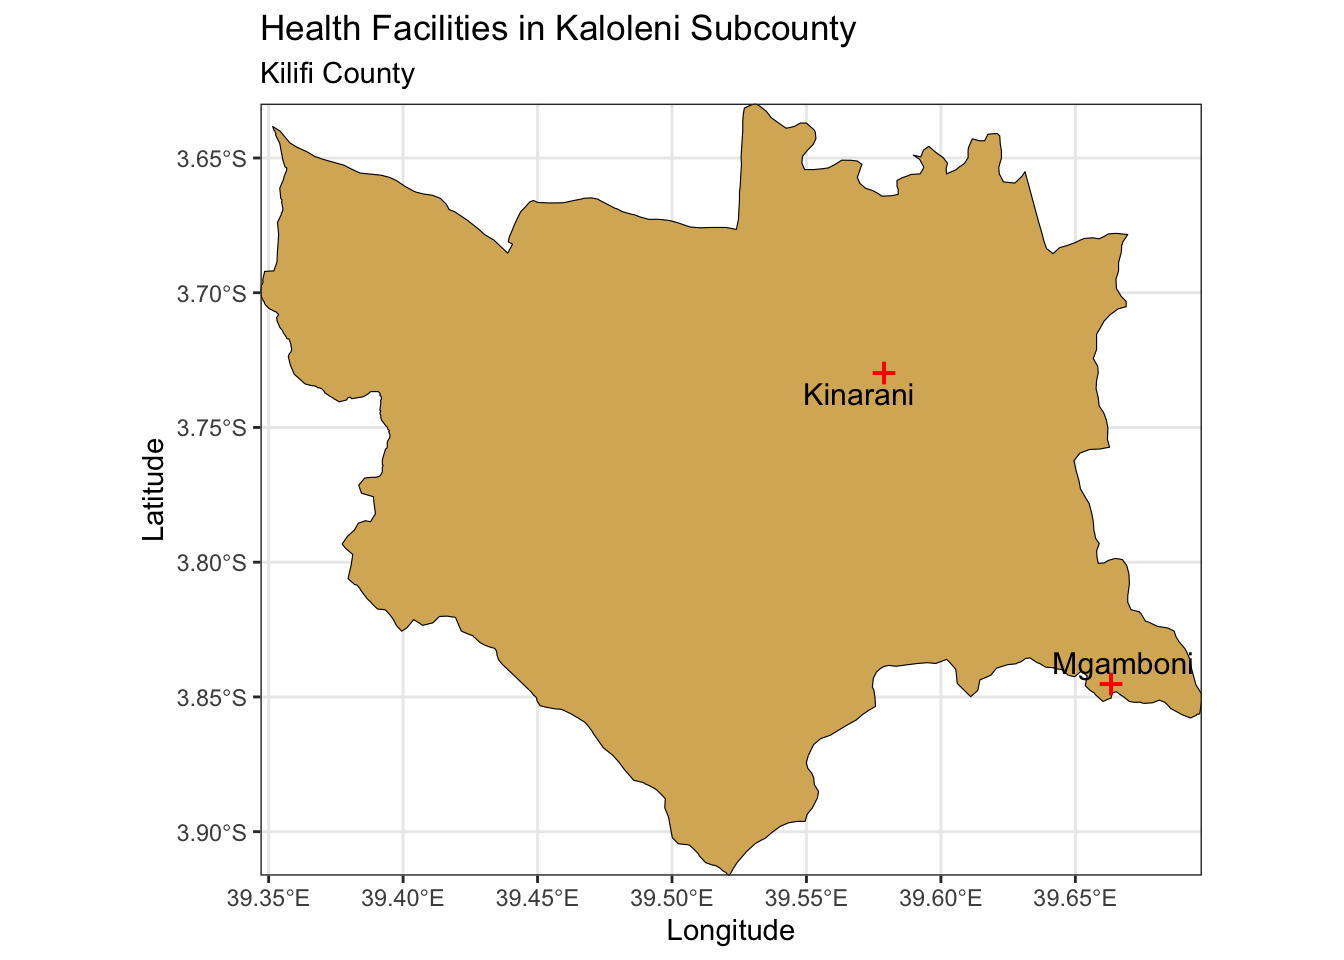 Health Facilities in Kaloleni Subcounty
Kilifi County
3.65°S
3.70°S
Kinarani
3.75°S
Latitude
3.80°S
Mgamboni
3.85°S
3.90°S
39.35°E 39.40°E 39.45°E 39.50°E 39.55°E 39.60°E 39.65°E
Longitude